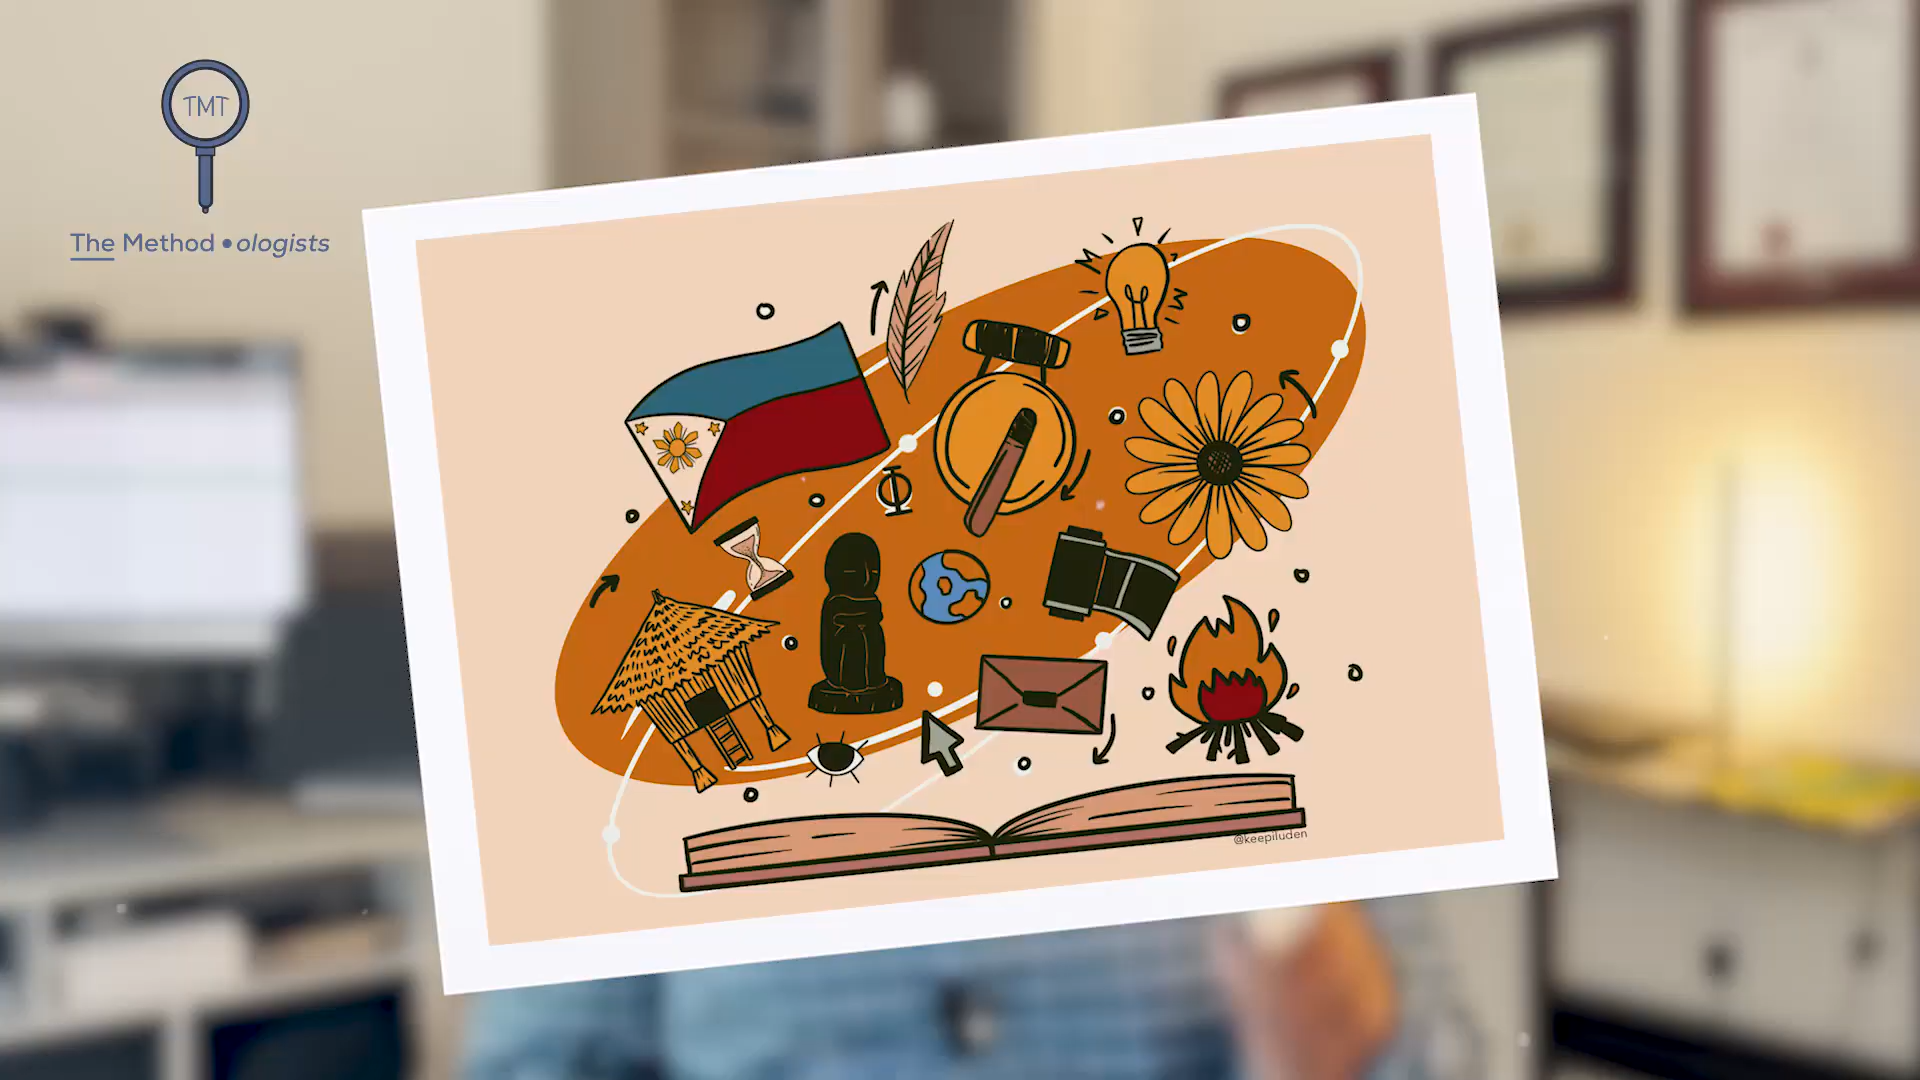 TMT
The Method •ologists
Φ
@keepiluden